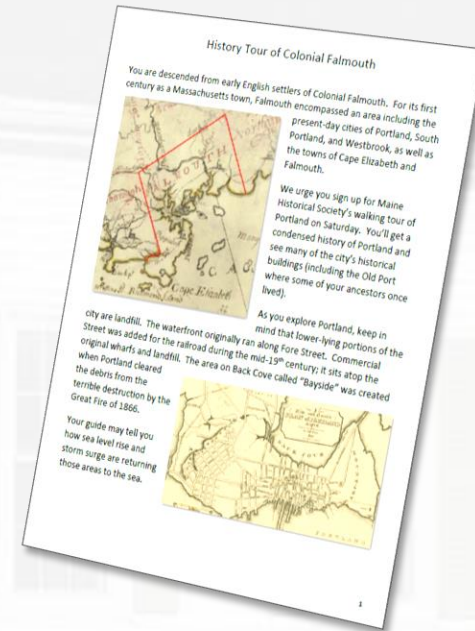 History Tour of Colonial Falmouth
You are descended from early English settlers of Colonial Falmouth. For its first
century as a Massachusetts town, Falmouth encompassed an area including the
present-day cities of Portland, South
Portland, and Westbrook, as well as
the towns of Cape Elizabeth and
Falmouth.
We urge you sign up for Maine
Historical Society's walking tour of
Portland on Saturday. You'll get a
condensed history of Portland and
see many of the city's historical
buildings (including the Old Port
where some of your ancestors once
lived).
Cape Elizabeth
As you explore Portland, keep in
mind that lower-lying portions of the
city are landfill. The waterfront originally ran along Fore Street. Commercial
Street was added for the railroad during the mid-19th century; it sits atop the
original wharfs and landfill. The area on Back Cove called "Bayside" was created
when Portland cleared
the debris from the
terrible destruction by the
Great Fire of 1866.
Your guide may tell you
how sea level rise and
storm surge are returning
those areas to the sea.
1